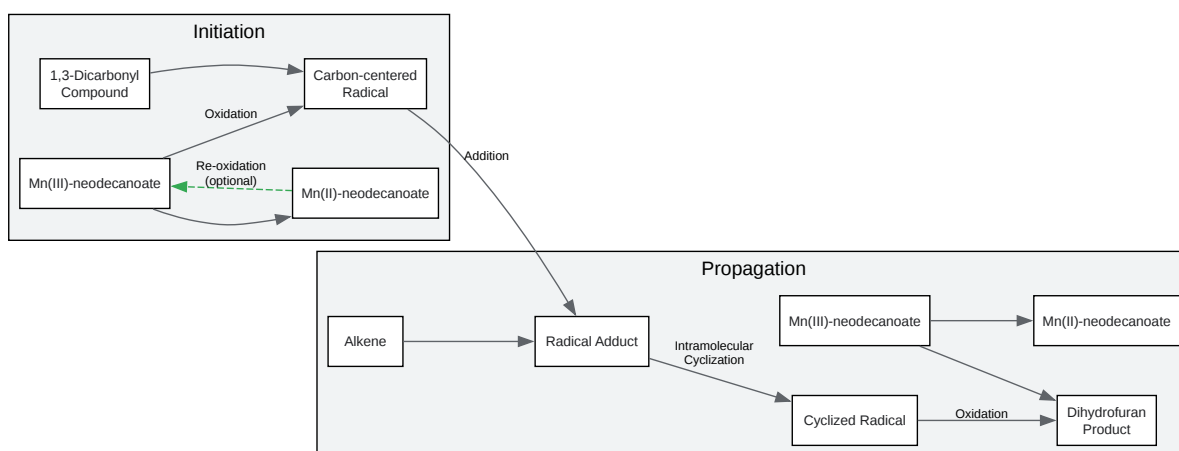 Initiation
1,3-Dicarbonyl
Compound
Carbon-centered
Radical
Oxidation
Addition
Re-oxidation
(optional)
Mn(III)-neodecanoate
Mn(II)-neodecanoate
Propagation
Mn(III)-neodecanoate
Mn(II)-neodecanoate
Alkene
Radical Adduct
Intramolecular
Cyclization
Cyclized Radical
Oxidation
Dihydrofuran
Product